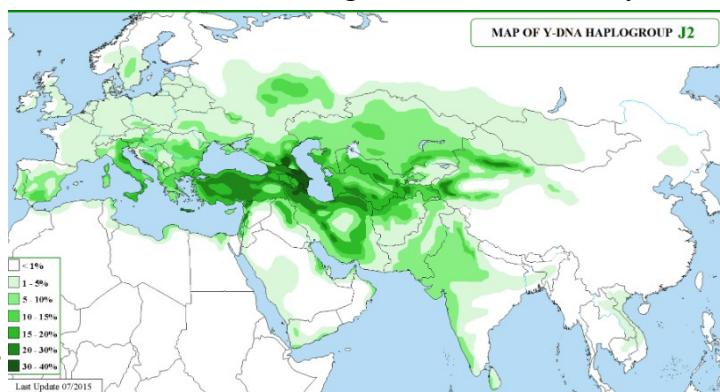 MAP OF Y-DNA HAPLOGROUP J2
< 1%
1 - 5%
5 - 10%
10 - 15%
15 - 20%
20 - 30%
30 - 40%
Last Update 07/2015